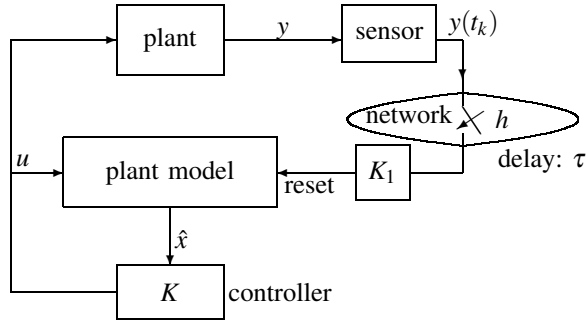 plant
y
sensor
y(t_k)
network
h
delay: τ
u
plant model
reset
K_1
x̂
K
controller